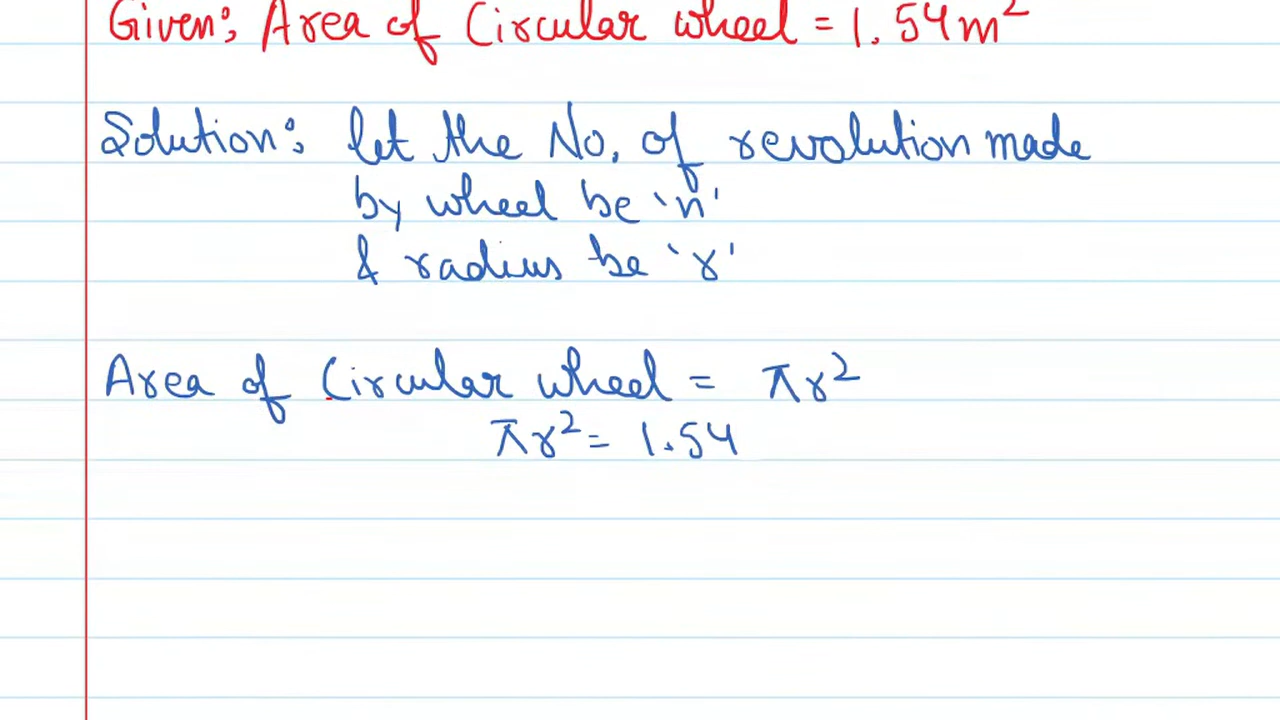 Given: Area of Circular wheel = 1.54m²
Solution: let the No. of revolution made
by wheel be 'n'
& radius be 'r'
Area of Circular wheel = πr²
πr² = 1.54